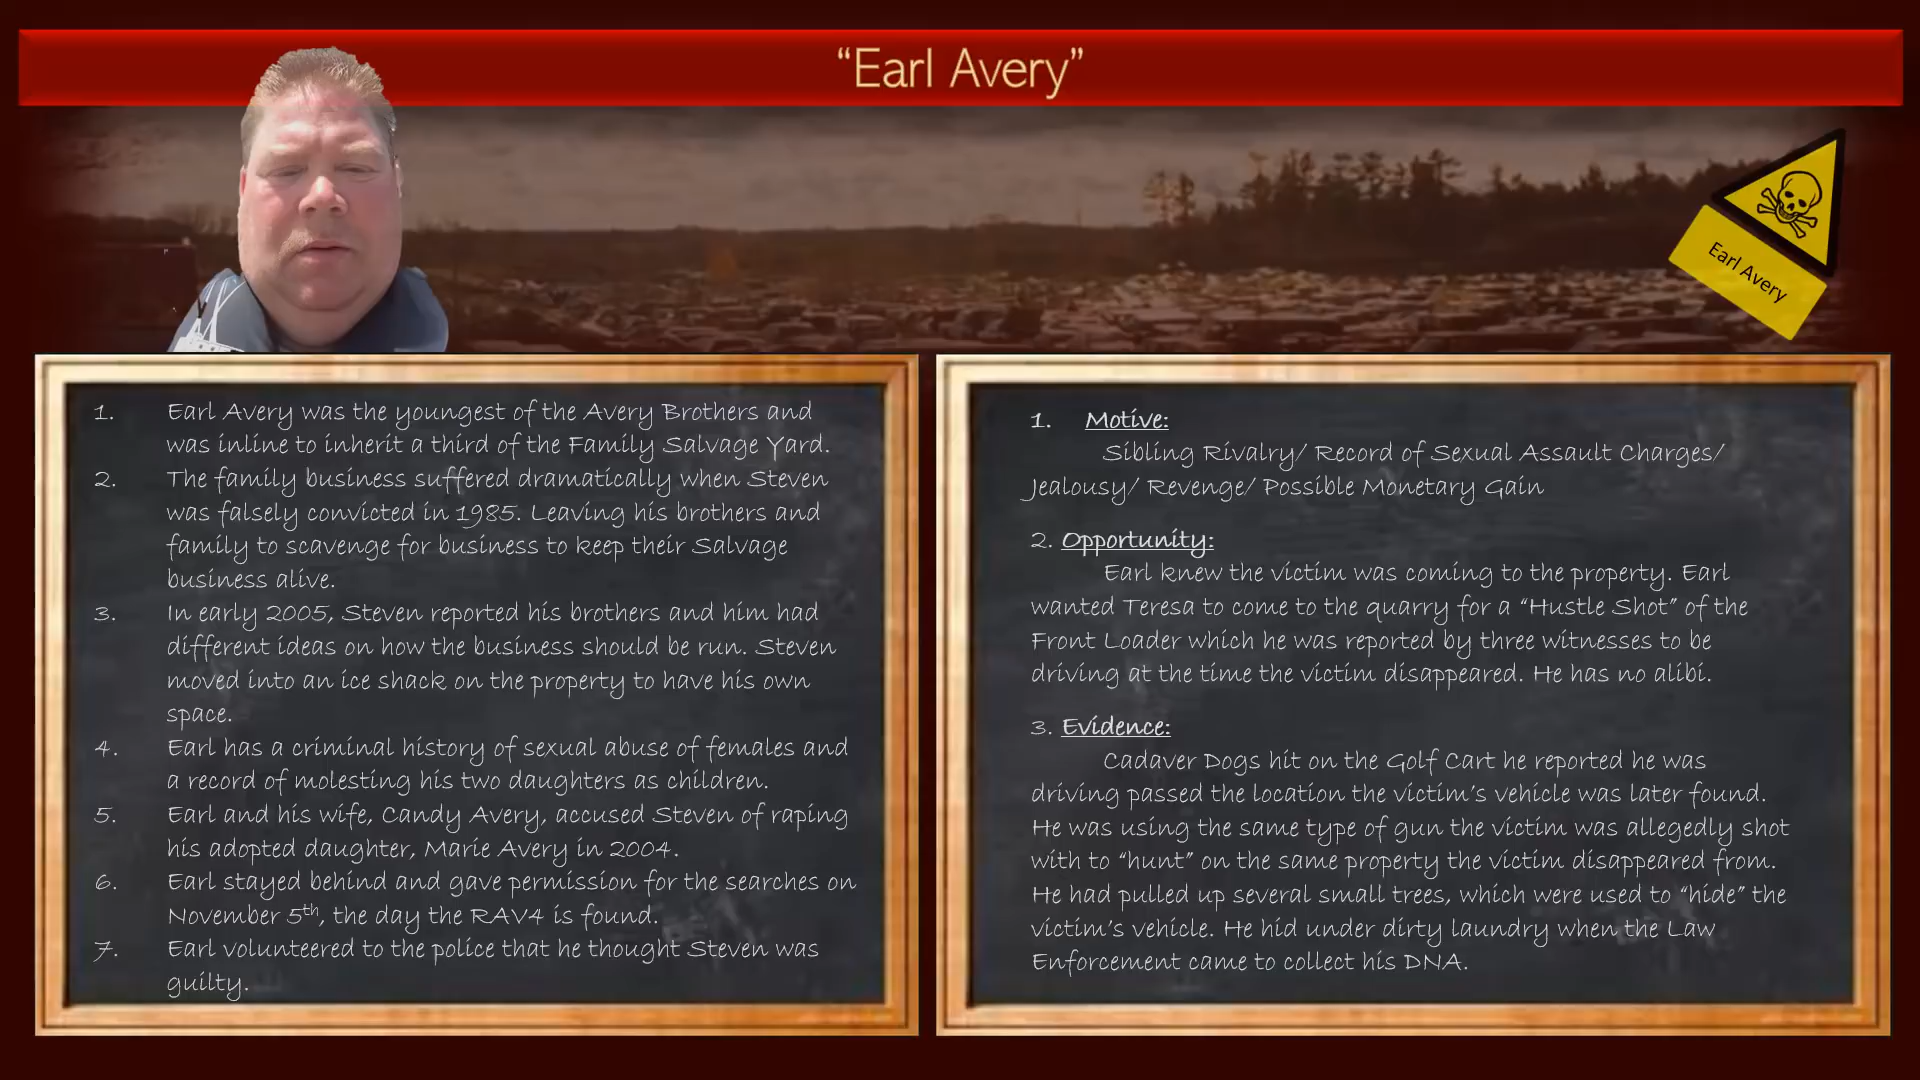 “Earl Avery”
Earl Avery
1. Earl Avery was the youngest of the Avery Brothers and
was inline to inherit a third of the Family Salvage Yard.
2. The family business suffered dramatically when Steven
was falsely convicted in 1985. Leaving his brothers and
family to scavenge for business to keep their Salvage
business alive.
3. In early 2005, Steven reported his brothers and him had
different ideas on how the business should be run. Steven
moved into an ice shack on the property to have his own
space.
4. Earl has a criminal history of sexual abuse of females and
a record of molesting his two daughters as children.
5. Earl and his wife, Candy Avery, accused Steven of raping
his adopted daughter, Marie Avery in 2004.
6. Earl stayed behind and gave permission for the searches on
November 5th, the day the RAV4 is found.
7. Earl volunteered to the police that he thought Steven was
guilty.
1. Motive:
Sibling Rivalry/ Record of Sexual Assault Charges/
Jealousy/ Revenge/ Possible Monetary Gain
2. Opportunity:
Earl knew the victim was coming to the property. Earl
wanted Teresa to come to the quarry for a “Hustle Shot” of the
Front Loader which he was reported by three witnesses to be
driving at the time the victim disappeared. He has no alibi.
3. Evidence:
Cadaver Dogs hit on the Golf Cart he reported he was
driving passed the location the victim’s vehicle was later found.
He was using the same type of gun the victim was allegedly shot
with to “hunt” on the same property the victim disappeared from.
He had pulled up several small trees, which were used to “hide” the
victim’s vehicle. He hid under dirty laundry when the Law
Enforcement came to collect his DNA.